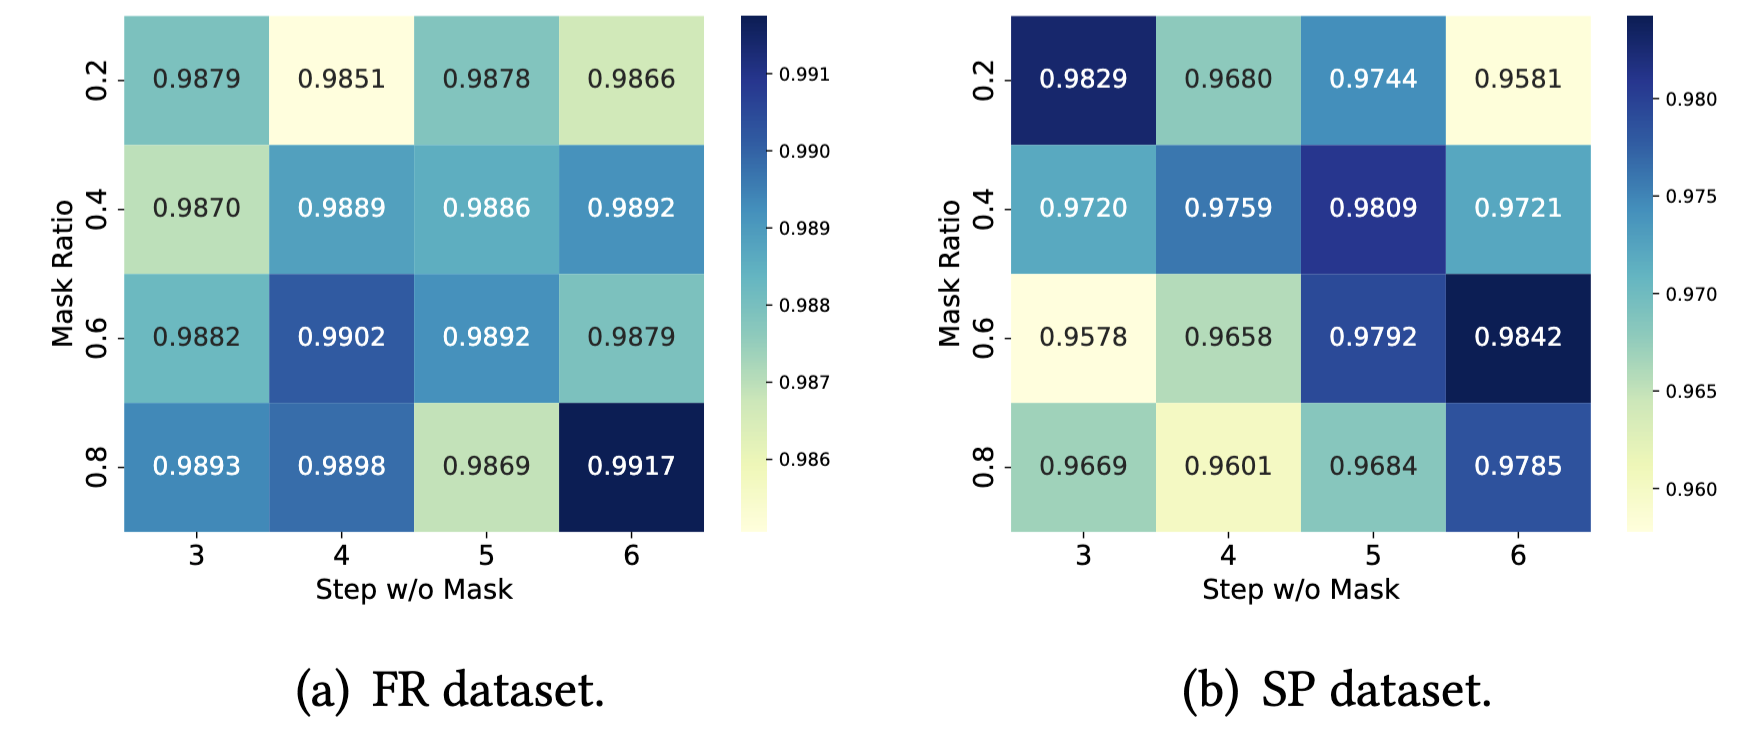 0.2 0.9879 0.9851 0.9878 0.9866
0.4 0.9870 0.9889 0.9886 0.9892
0.6 0.9882 0.9902 0.9892 0.9879
0.8 0.9893 0.9898 0.9869 0.9917
Mask Ratio
3 4 5 6
Step w/o Mask
0.991
0.990
0.989
0.988
0.987
0.986
(a) FR dataset.
0.2 0.9829 0.9680 0.9744 0.9581
0.4 0.9720 0.9759 0.9809 0.9721
0.6 0.9578 0.9658 0.9792 0.9842
0.8 0.9669 0.9601 0.9684 0.9785
Mask Ratio
3 4 5 6
Step w/o Mask
0.980
0.975
0.970
0.965
0.960
(b) SP dataset.